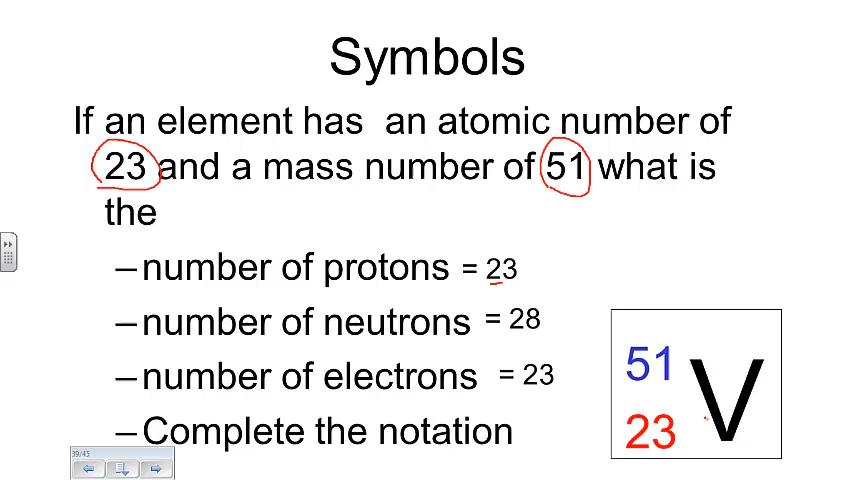 Symbols
If an element has an atomic number of
23 and a mass number of 51 what is
the
–number of protons = 23
–number of neutrons = 28
–number of electrons = 23
–Complete the notation
51
23 V
39/45